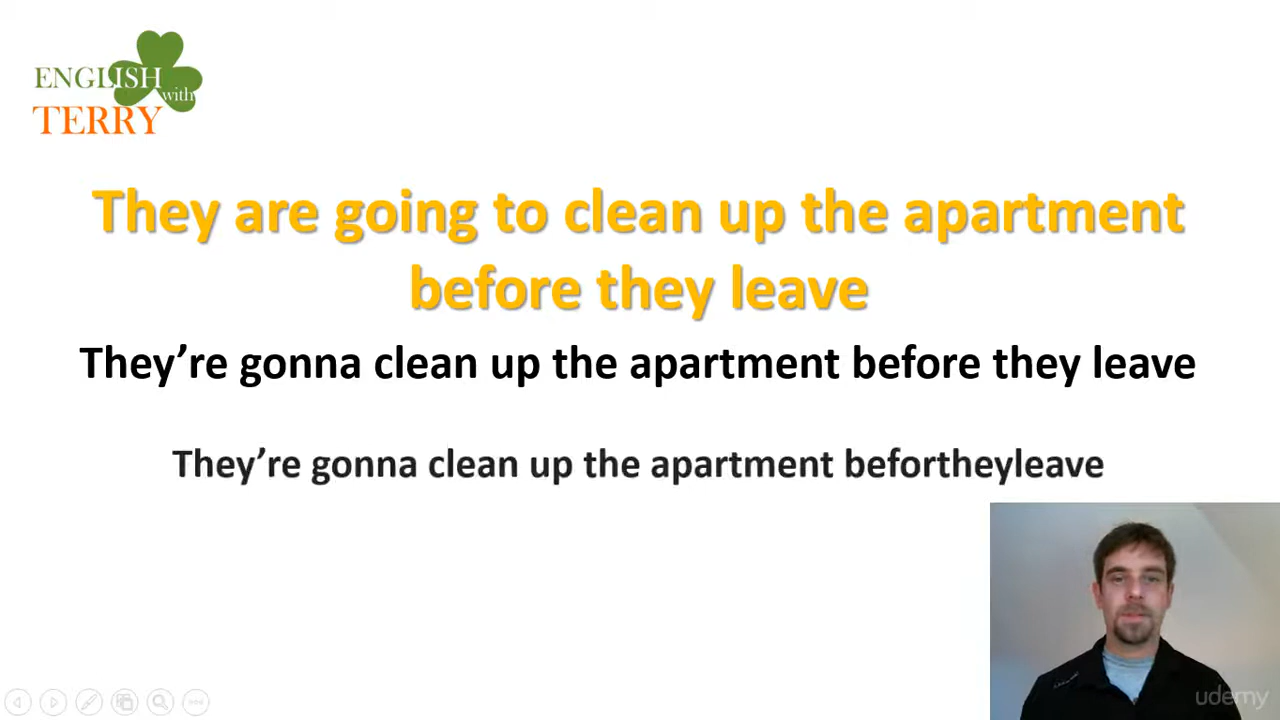 ENGLISH
with
TERRY
They are going to clean up the apartment
before they leave
They’re gonna clean up the apartment before they leave
They’re gonna clean up the apartment befortheyleave
udemy